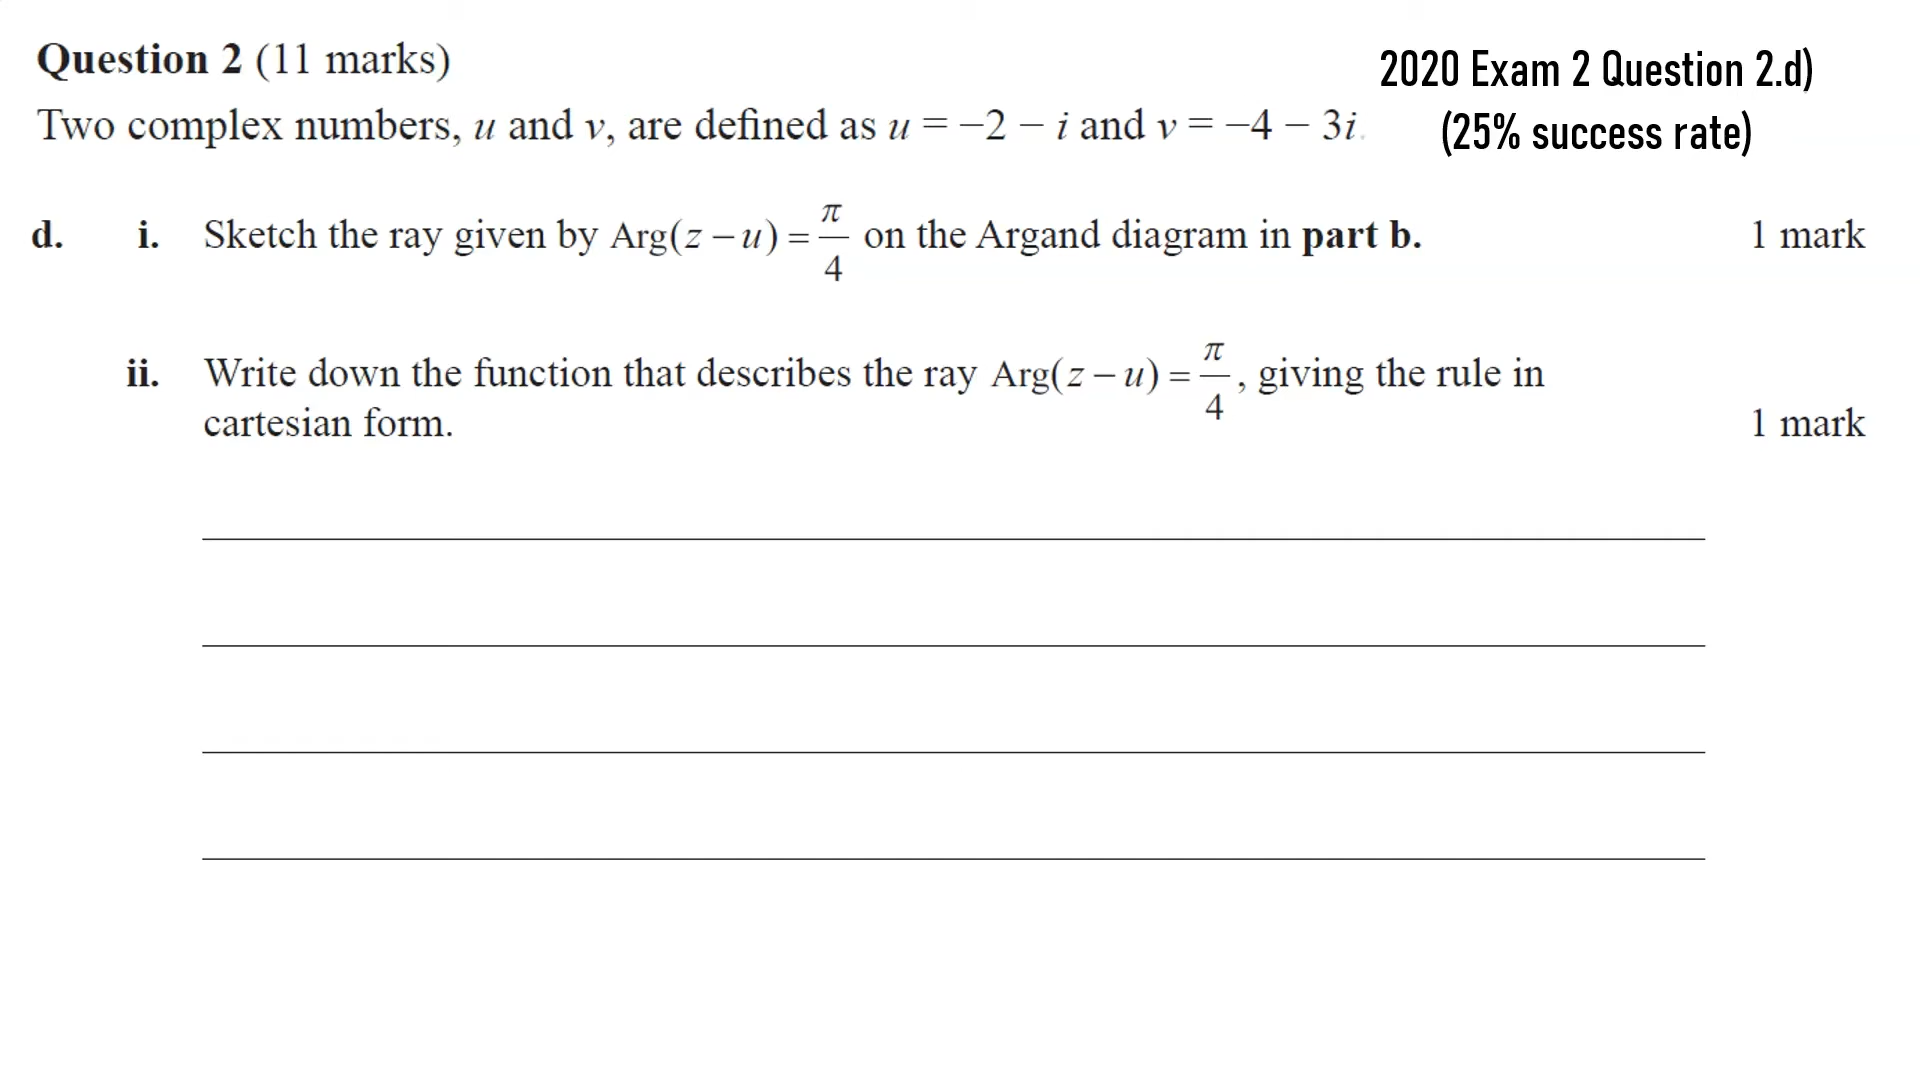 Question 2 (11 marks)
2020 Exam 2 Question 2.d)
Two complex numbers, u and v, are defined as u = −2 − i and v = −4 − 3i.
(25% success rate)
d. i. Sketch the ray given by Arg(z − u) = π/4 on the Argand diagram in part b. 1 mark
ii. Write down the function that describes the ray Arg(z − u) = π/4, giving the rule in
cartesian form. 1 mark